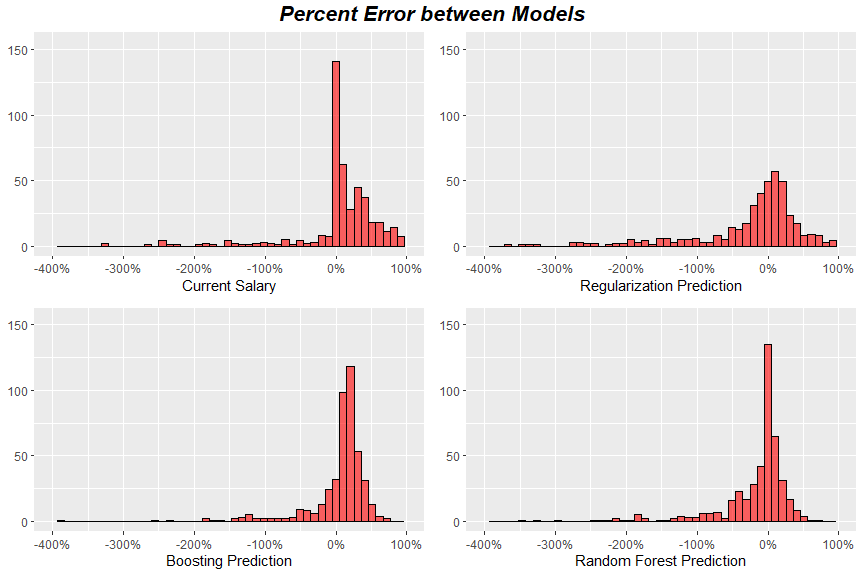 Percent Error between Models
150
100
50
0
-400% -300% -200% -100% 0% 100%
Current Salary
150
100
50
0
-400% -300% -200% -100% 0% 100%
Regularization Prediction
150
100
50
0
-400% -300% -200% -100% 0% 100%
Boosting Prediction
150
100
50
0
-400% -300% -200% -100% 0% 100%
Random Forest Prediction